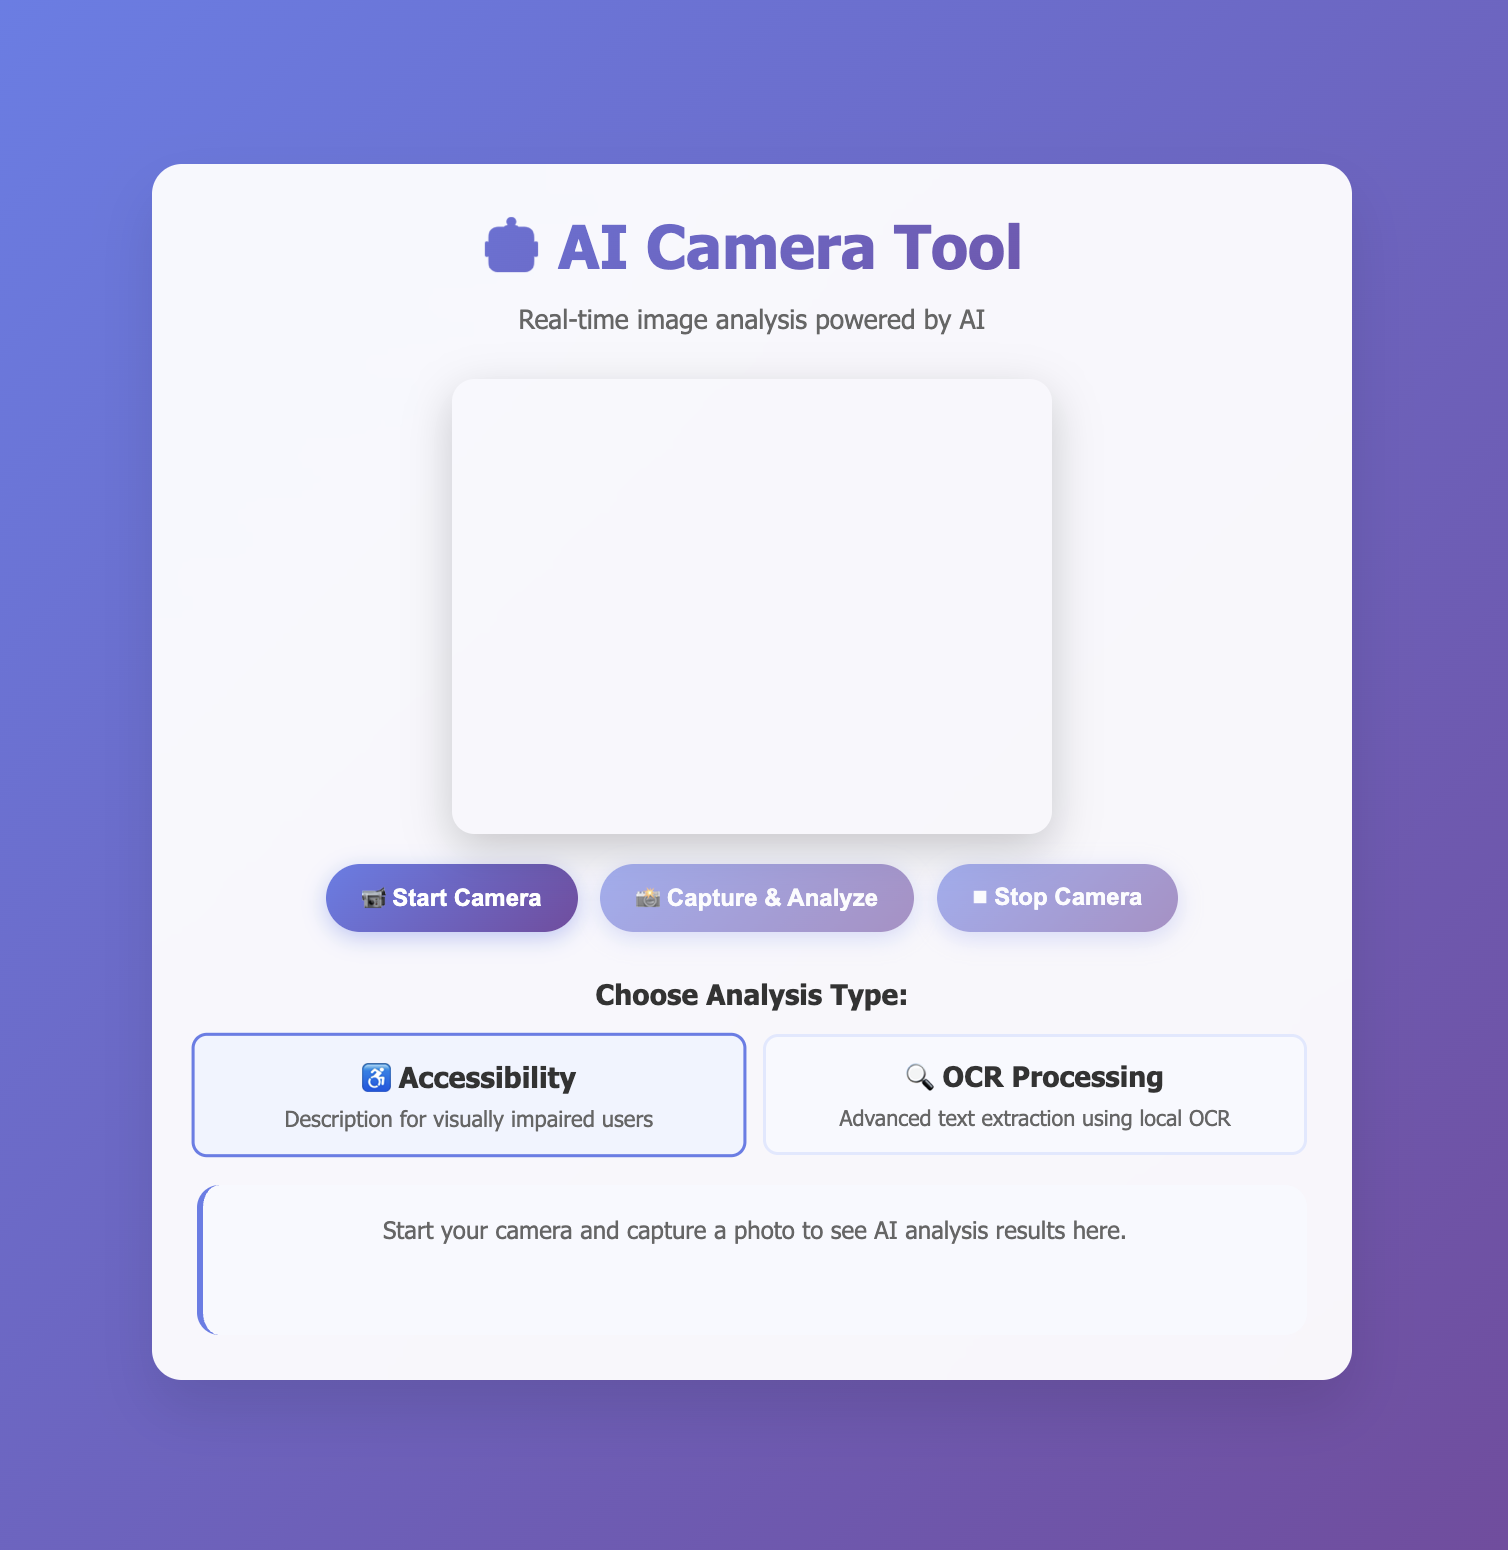 AI Camera Tool
Real-time image analysis powered by AI
Start Camera
Capture & Analyze
Stop Camera
Choose Analysis Type:
Accessibility
Description for visually impaired users
OCR Processing
Advanced text extraction using local OCR
Start your camera and capture a photo to see AI analysis results here.